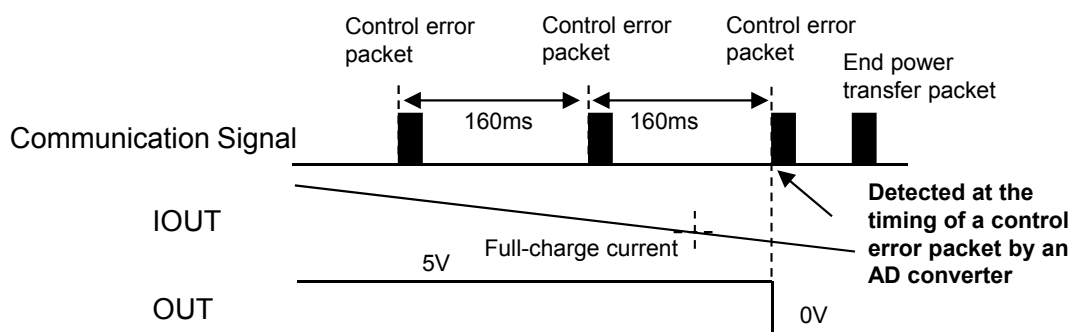 Control error
packet
Control error
packet
Control error
packet
End power
transfer packet
160ms
160ms
Communication Signal
Detected at the
timing of a control
error packet by an
AD converter
IOUT
Full-charge current
5V
OUT
0V